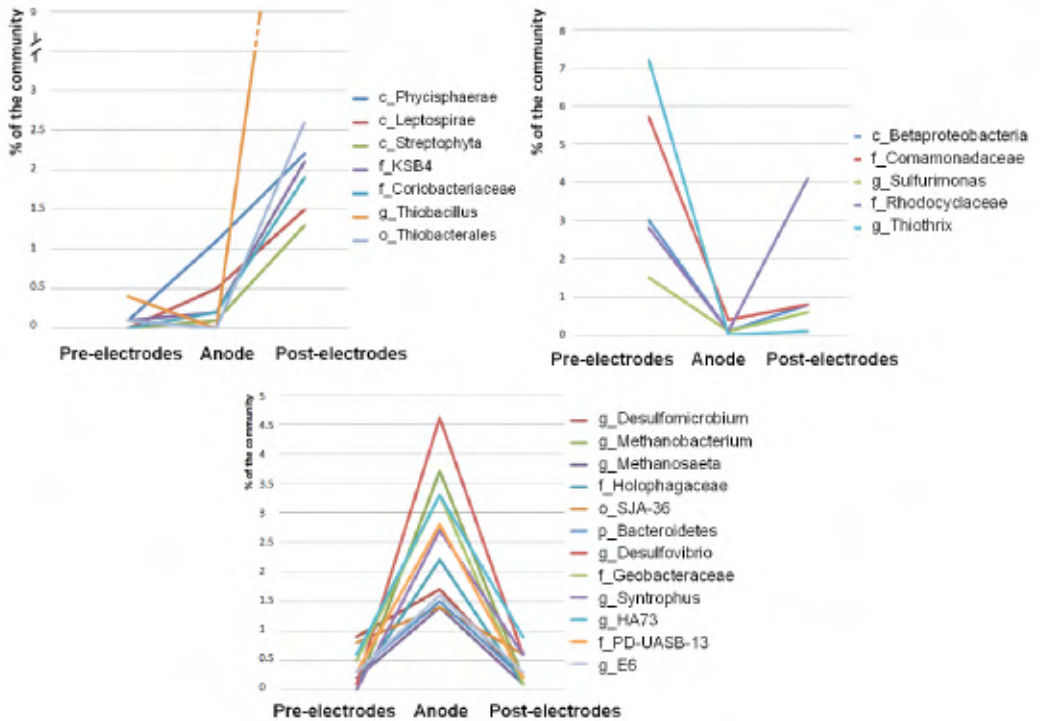 % of the community
9
3
2.5
2
1.5
1
0.5
0
Pre-electrodes Anode Post-electrodes
c_Phycisphaerae
c_Leptospirae
c_Streptophyta
f_KSB4
f_Coriobacteriaceae
g_Thiobacillus
o_Thiobacterales
% of the community
8
7
6
5
4
3
2
1
0
Pre-electrodes Anode Post-electrodes
c_Betaproteobacteria
f_Comamonadaceae
g_Sulfurimonas
f_Rhodocyclaceae
g_Thiothrix
% of the community
5
4.5
4
3.5
3
2.5
2
1.5
1
0.5
0
Pre-electrodes Anode Post-electrodes
g_Desulfomicrobium
g_Methanobacterium
g_Methanosaeta
f_Holophagaceae
o_SJA-36
p_Bacteroidetes
g_Desulfovibrio
f_Geobacteraceae
g_Syntrophus
g_HA73
f_PD-UASB-13
g_E6